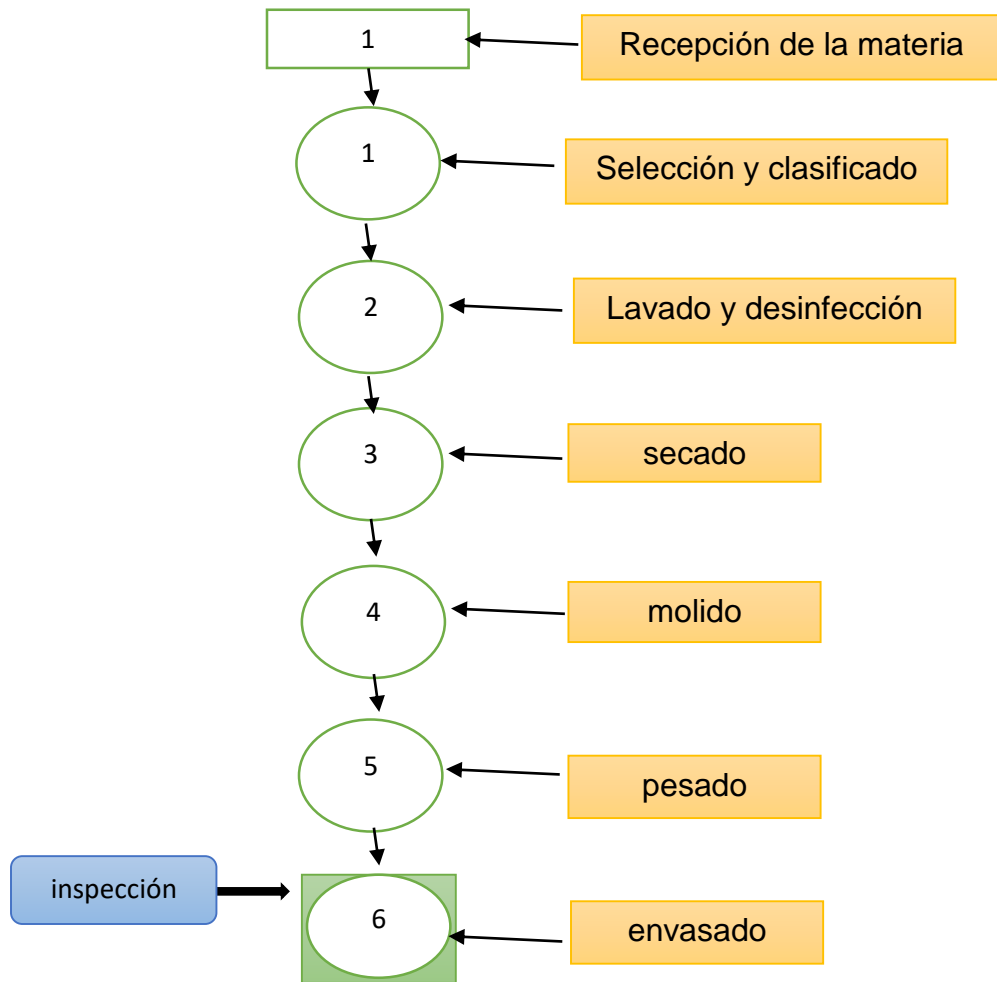 1
Recepción de la materia
1
Selección y clasificado
2
Lavado y desinfección
3
secado
4
molido
5
pesado
inspección
6
envasado